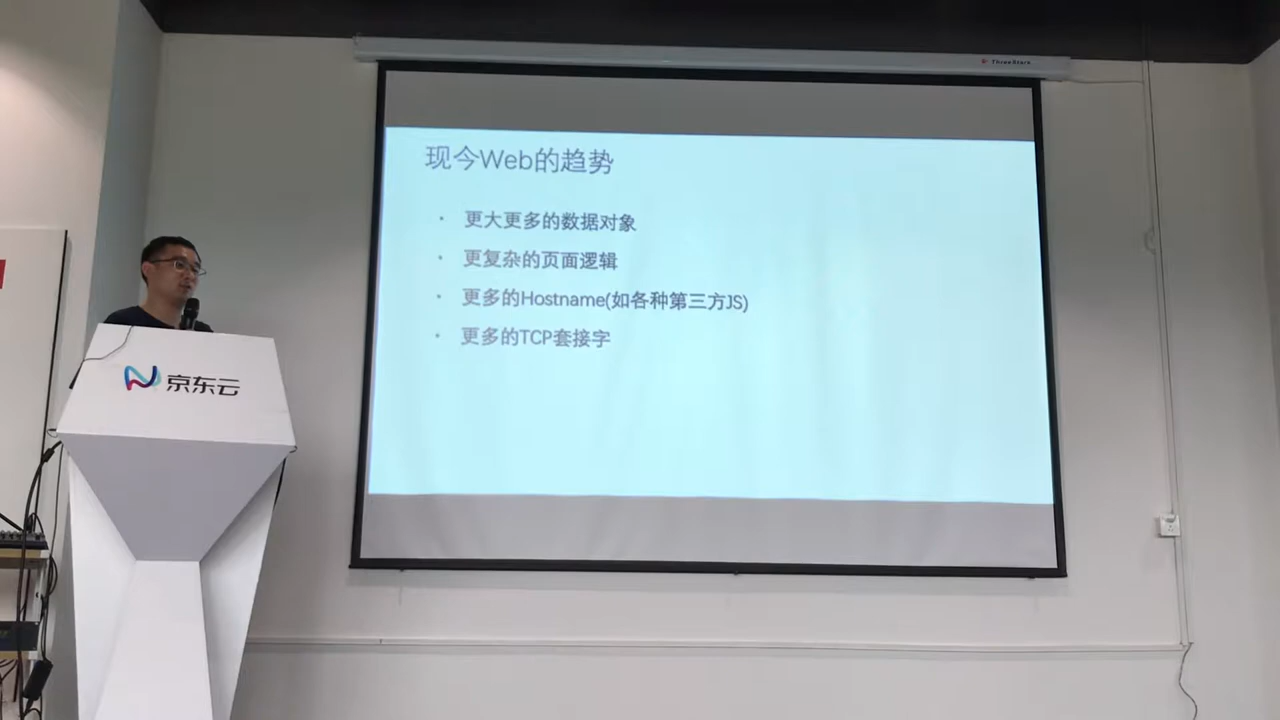 ThreeStars
现今Web的趋势
· 更大更多的数据对象
· 更复杂的页面逻辑
· 更多的Hostname(如各种第三方JS)
· 更多的TCP套接字
京东云